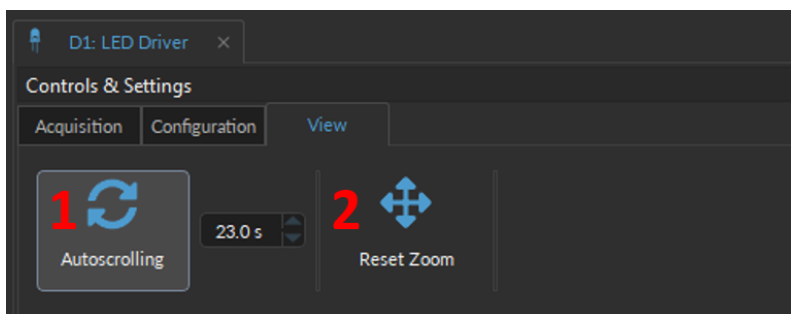 D1: LED Driver
Controls & Settings
Acquisition Configuration View
1 2
23.0 s
Autoscrolling Reset Zoom